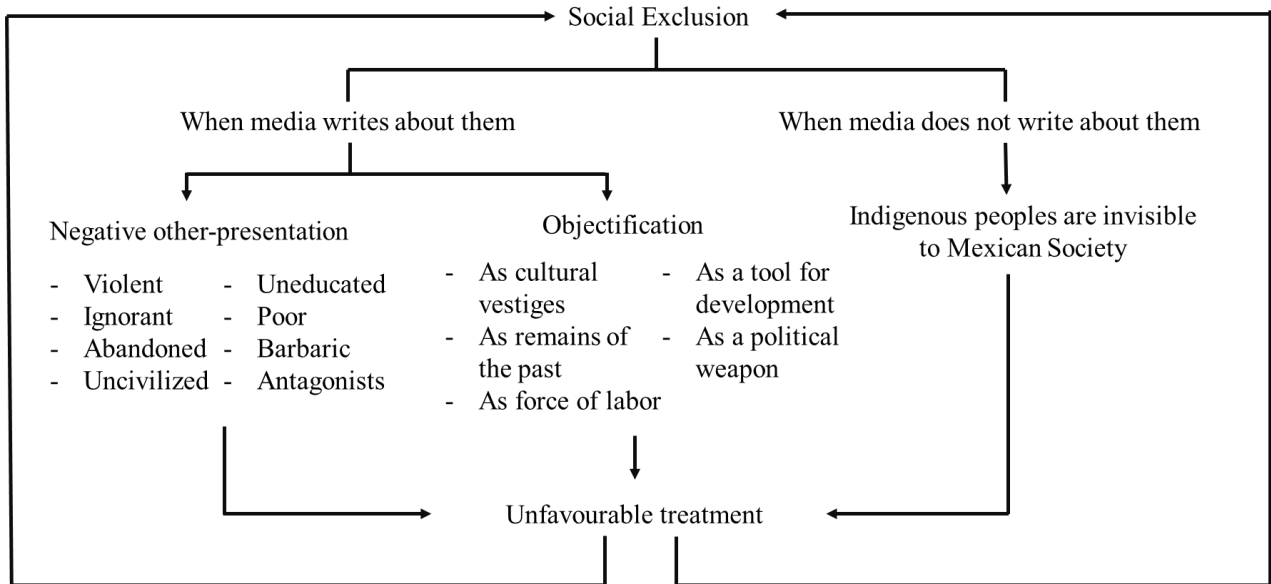 Social Exclusion
When media writes about them
When media does not write about them
Negative other-presentation
- Violent
- Ignorant
- Abandoned
- Uncivilized
- Uneducated
- Poor
- Barbaric
- Antagonists
Objectification
- As cultural
vestiges
- As remains of
the past
- As force of labor
- As a tool for
development
- As a political
weapon
Indigenous peoples are invisible
to Mexican Society
Unfavourable treatment